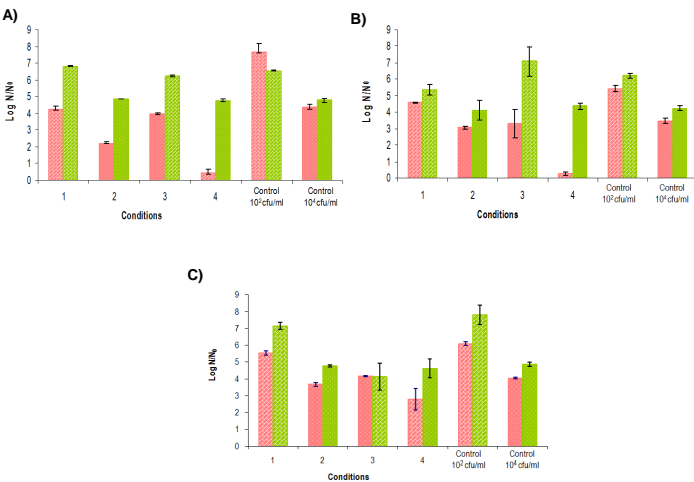 A)
Log N/N₀
9
8
7
6
5
4
3
2
1
0
1 2 3 4 Control Control
10² cfu/ml 10⁴ cfu/ml
Conditions
B)
Log N/N₀
9
8
7
6
5
4
3
2
1
0
1 2 3 4 Control Control
10² cfu/ml 10⁴ cfu/ml
Conditions
C)
Log N/N₀
9
8
7
6
5
4
3
2
1
0
1 2 3 4 Control Control
10² cfu/ml 10⁴ cfu/ml
Conditions